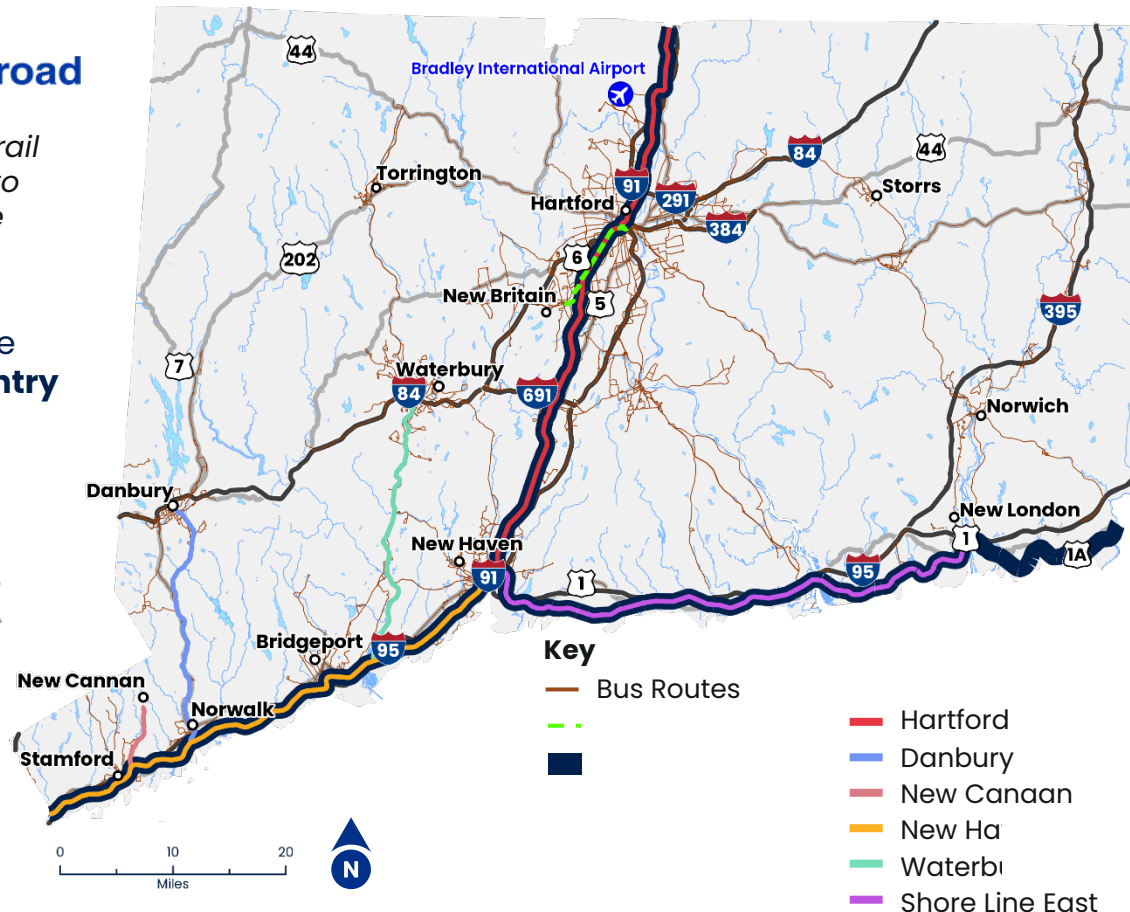 road
rail
to
e
e
ntry
44
Bradley International Airport
Torrington
91
84
44
291
Storrs
Hartford
384
202
6
New Britain
5
395
7
Waterbury
84
691
Norwich
Danbury
New London
New Haven
1
91
1
1A
95
Bridgeport
95
New Cannan
Norwalk
Stamford
Key
Bus Routes
Hartford
Danbury
New Canaan
New Ha
Waterbu
Shore Line East
0 10 20
Miles
N